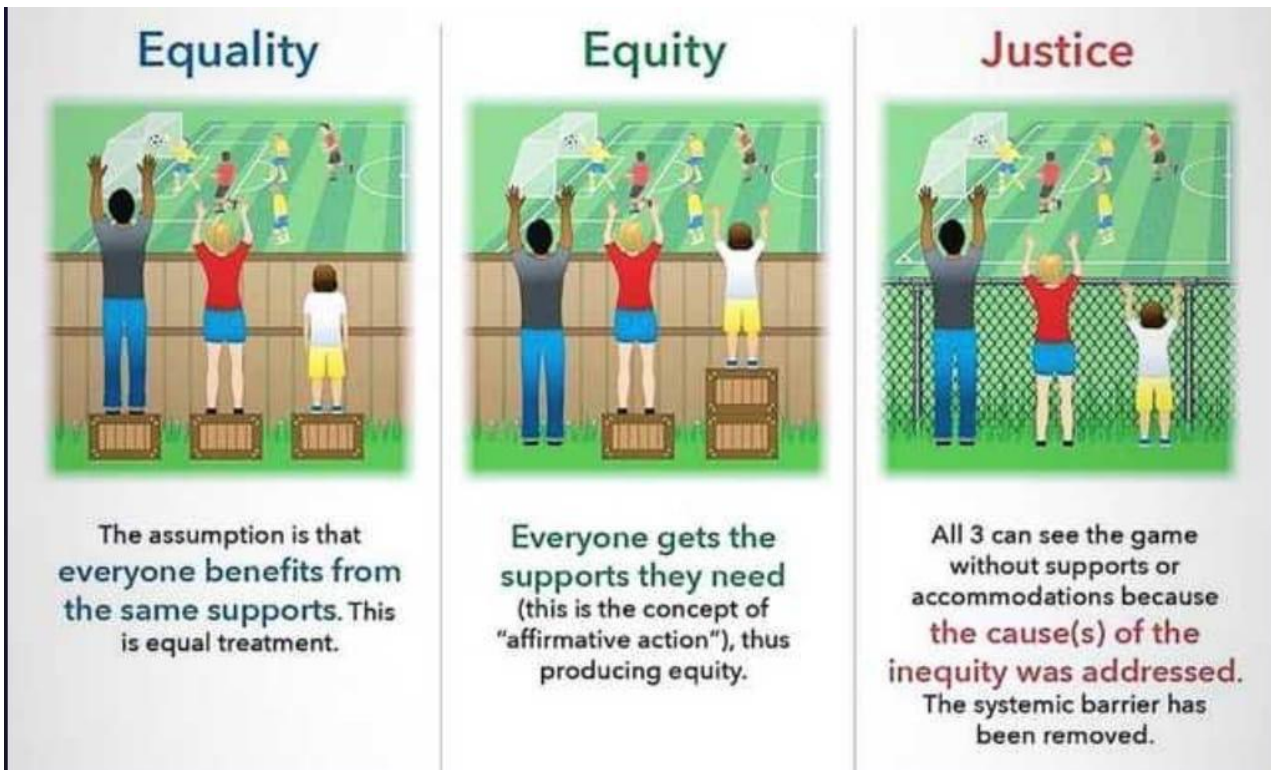 Equality
The assumption is that
everyone benefits from
the same supports. This
is equal treatment.
Equity
Everyone gets the
supports they need
(this is the concept of
"affirmative action"), thus
producing equity.
Justice
All 3 can see the game
without supports or
accommodations because
the cause(s) of the
inequity was addressed.
The systemic barrier has
been removed.